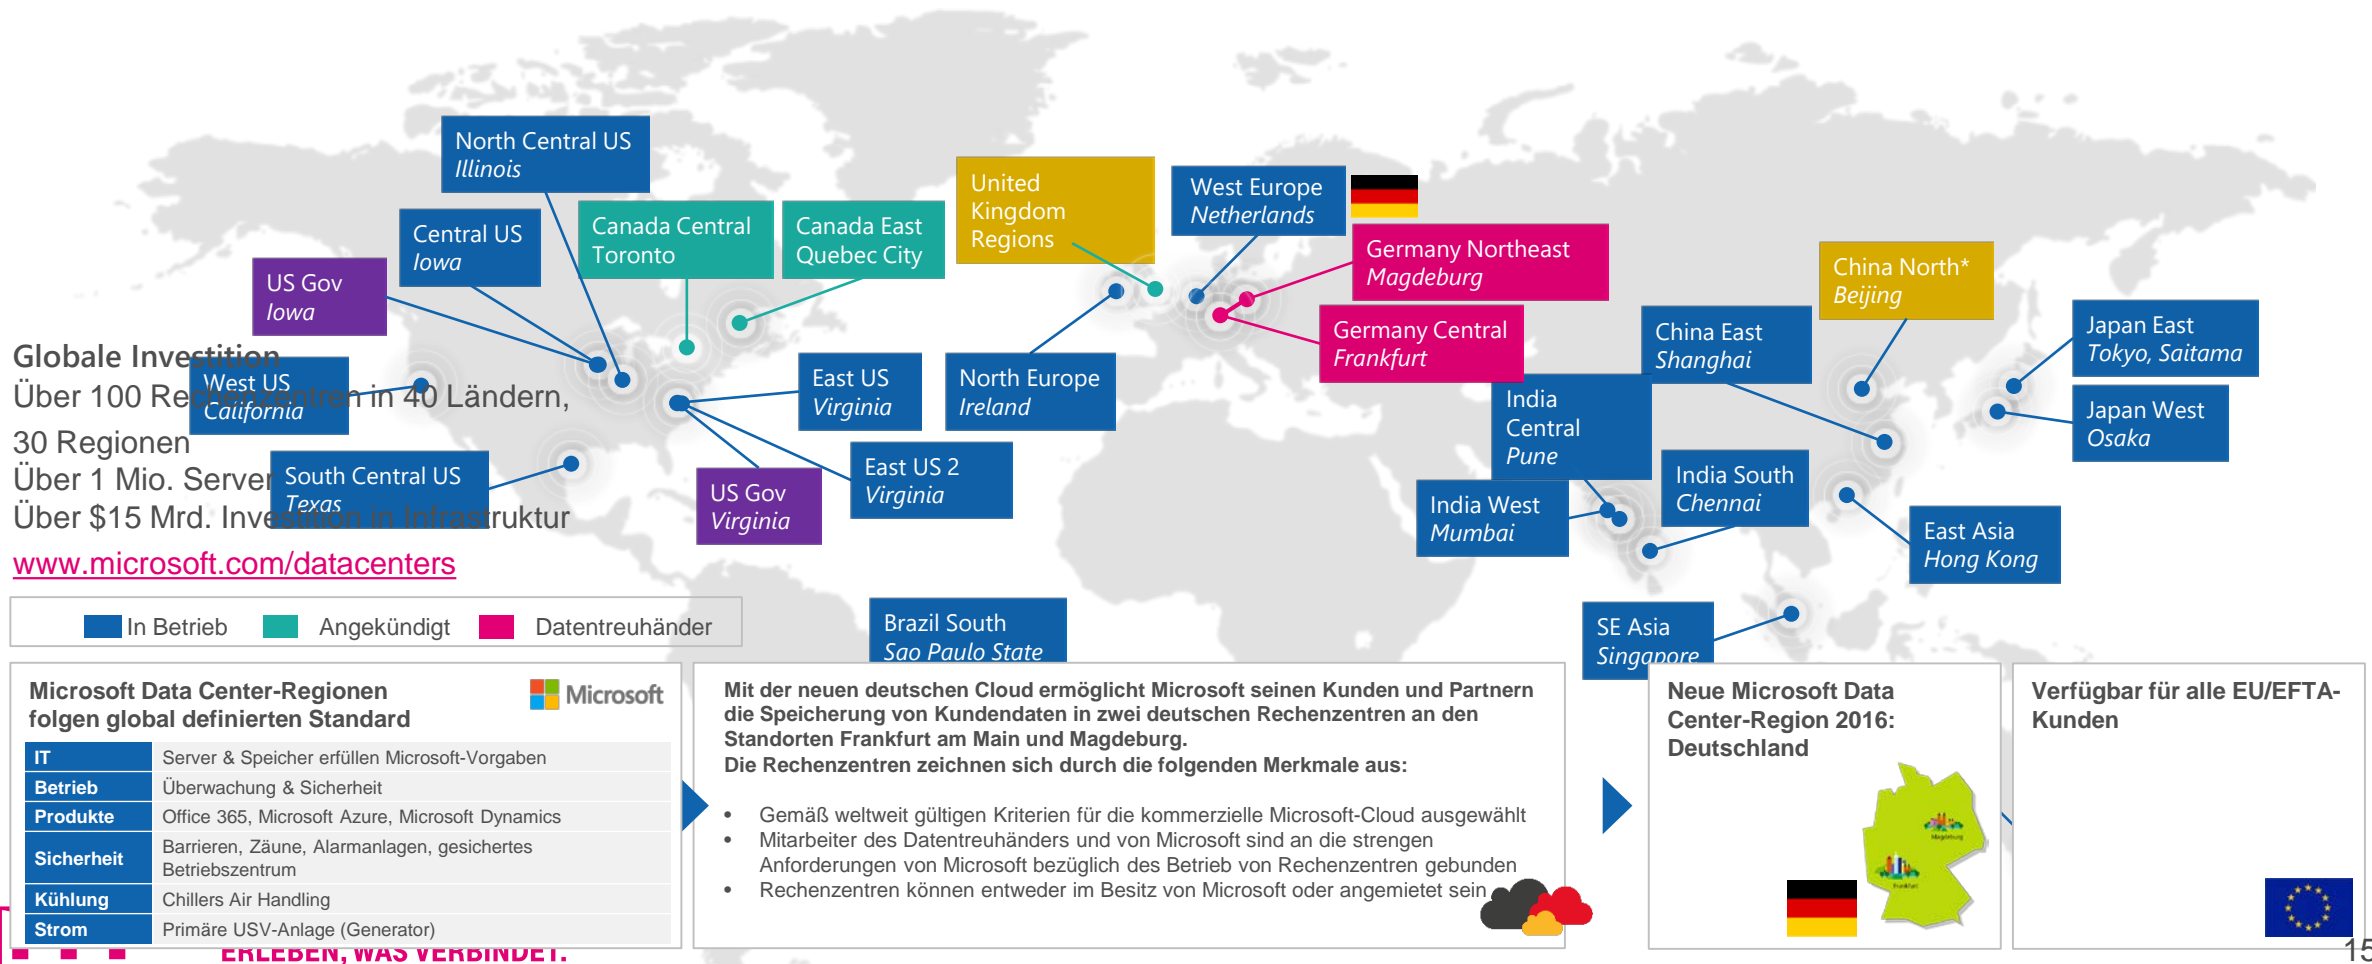 North Central US
Illinois
Central US
Iowa
US Gov
Iowa
Canada Central
Toronto
Canada East
Quebec City
United
Kingdom
Regions
West Europe
Netherlands
Germany Northeast
Magdeburg
Germany Central
Frankfurt
China North*
Beijing
China East
Shanghai
Japan East
Tokyo, Saitama
Japan West
Osaka
Globale Investition
Über 100 Rechenzentren in 40 Ländern,
30 Regionen
Über 1 Mio. Server
Über $15 Mrd. Investition in Infrastruktur
www.microsoft.com/datacenters
West US
California
South Central US
Texas
East US
Virginia
East US 2
Virginia
US Gov
Virginia
North Europe
Ireland
India
Central
Pune
India West
Mumbai
India South
Chennai
East Asia
Hong Kong
SE Asia
Singapore
Brazil South
Sao Paulo State
In Betrieb
Angekündigt
Datentreuhänder
Microsoft Data Center-Regionen
folgen global definierten Standard
Microsoft
IT Server & Speicher erfüllen Microsoft-Vorgaben
Betrieb Überwachung & Sicherheit
Produkte Office 365, Microsoft Azure, Microsoft Dynamics
Sicherheit Barrieren, Zäune, Alarmanlagen, gesichertes
Betriebszentrum
Kühlung Chillers Air Handling
Strom Primäre USV-Anlage (Generator)
Mit der neuen deutschen Cloud ermöglicht Microsoft seinen Kunden und Partnern
die Speicherung von Kundendaten in zwei deutschen Rechenzentren an den
Standorten Frankfurt am Main und Magdeburg.
Die Rechenzentren zeichnen sich durch die folgenden Merkmale aus:
• Gemäß weltweit gültigen Kriterien für die kommerzielle Microsoft-Cloud ausgewählt
• Mitarbeiter des Datentreuhänders und von Microsoft sind an die strengen
Anforderungen von Microsoft bezüglich des Betrieb von Rechenzentren gebunden
• Rechenzentren können entweder im Besitz von Microsoft oder angemietet sein
Neue Microsoft Data
Center-Region 2016:
Deutschland
Magdeburg
Frankfurt
Verfügbar für alle EU/EFTA-
Kunden
ERLEBEN, WAS VERBINDET.
15